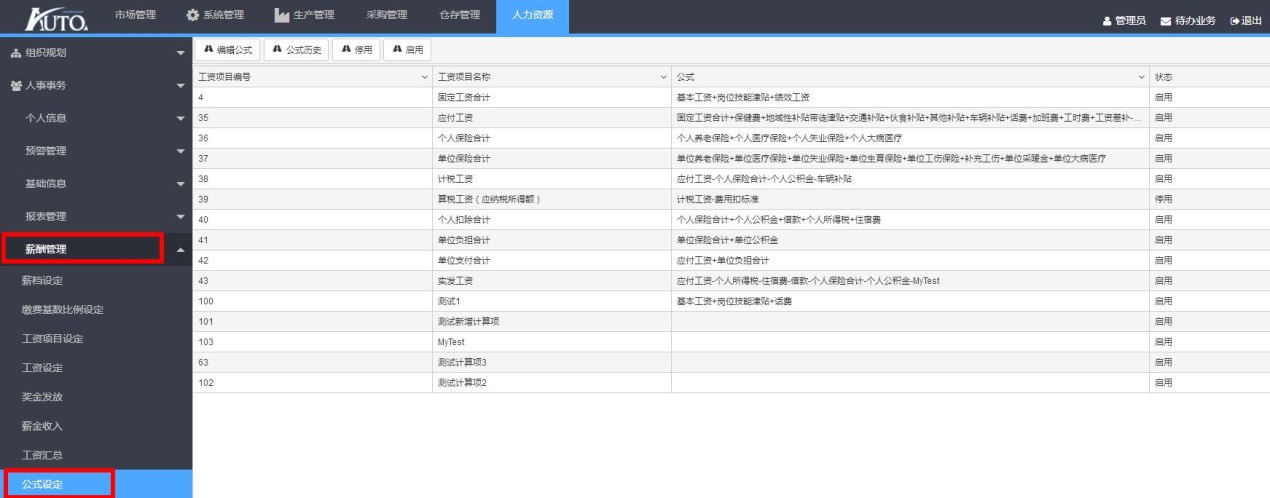 AUTO.
市场管理 系统管理 生产管理 采购管理 仓存管理 人力资源
管理员 待办业务 退出
组织规划
人事事务
个人信息
预警管理
基础信息
报表管理
薪酬管理
薪档设定
缴费基数比例设定
工资项目设定
工资设定
奖金发放
薪金收入
工资汇总
公式设定
编辑公式 公式历史 停用 启用
工资项目编号 工资项目名称 公式 状态
4 固定工资合计 基本工资+岗位技能津贴+绩效工资 启用
35 应付工资 固定工资合计+保健费+地域性补贴带徒津贴+交通补贴+伙食补贴+其他补贴+车辆补贴+话费+加班费+工时费+工资差补-... 启用
36 个人保险合计 个人养老保险+个人医疗保险+个人失业保险+个人大病医疗 启用
37 单位保险合计 单位养老保险+单位医疗保险+单位失业保险+单位生育保险+单位工伤保险+补充工伤+单位采暖金+单位大病医疗 启用
38 计税工资 应付工资-个人保险合计-个人公积金-车辆补贴 启用
39 算税工资（应纳税所得额） 计税工资-费用扣标准 停用
40 个人扣除合计 个人保险合计+个人公积金+借款+个人所得税+住宿费 启用
41 单位负担合计 单位保险合计+单位公积金 启用
42 单位支付合计 应付工资+单位负担合计 启用
43 实发工资 应付工资-个人所得税-住宿费-借款-个人保险合计-个人公积金-MyTest 启用
100 测试1 基本工资+岗位技能津贴+话费 启用
101 测试新增计算项 启用
103 MyTest 启用
63 测试计算项3 启用
102 测试计算项2 启用